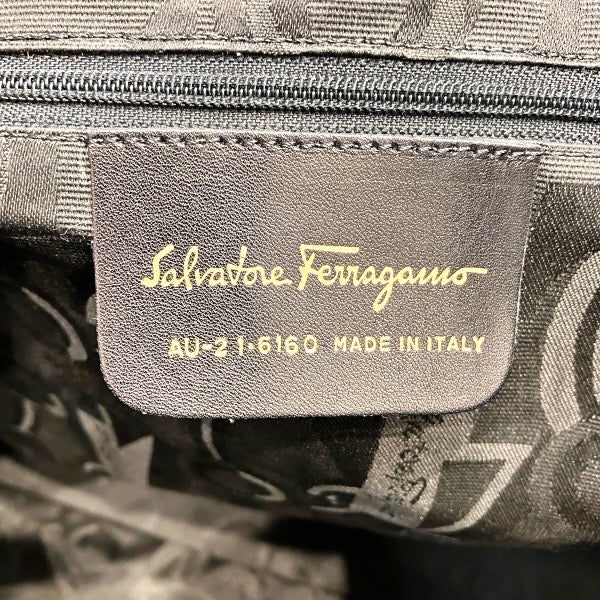 Salvatore Ferragamo
AU-21·6160 MADE IN ITALY